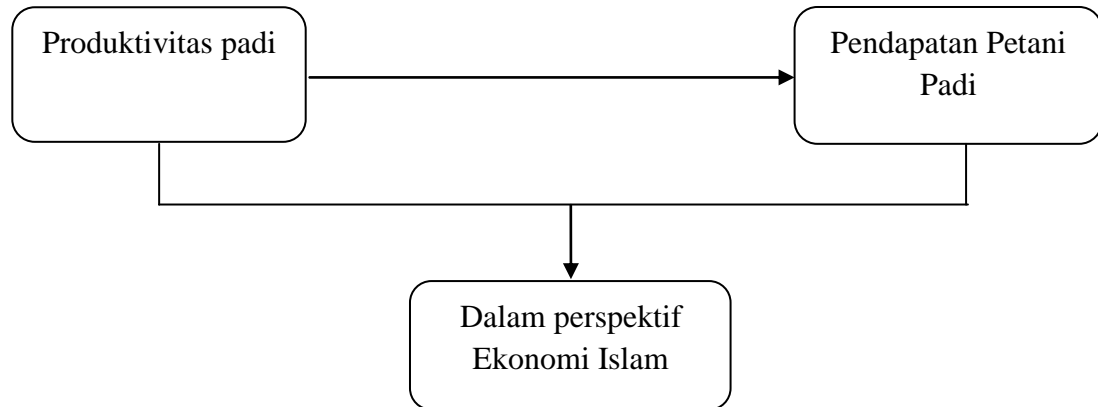 Produktivitas padi
Pendapatan Petani
Padi
Dalam perspektif
Ekonomi Islam